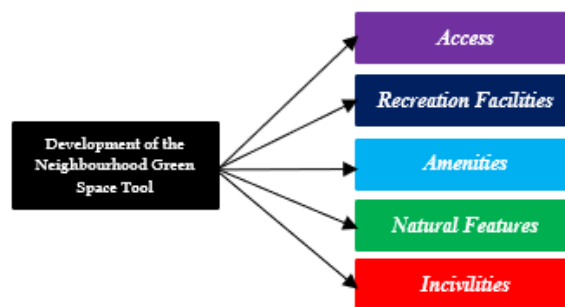 Access
Recreation Facilities
Development of the
Neighbourhood Green
Space Tool
Amenities
Natural Features
Incivilities